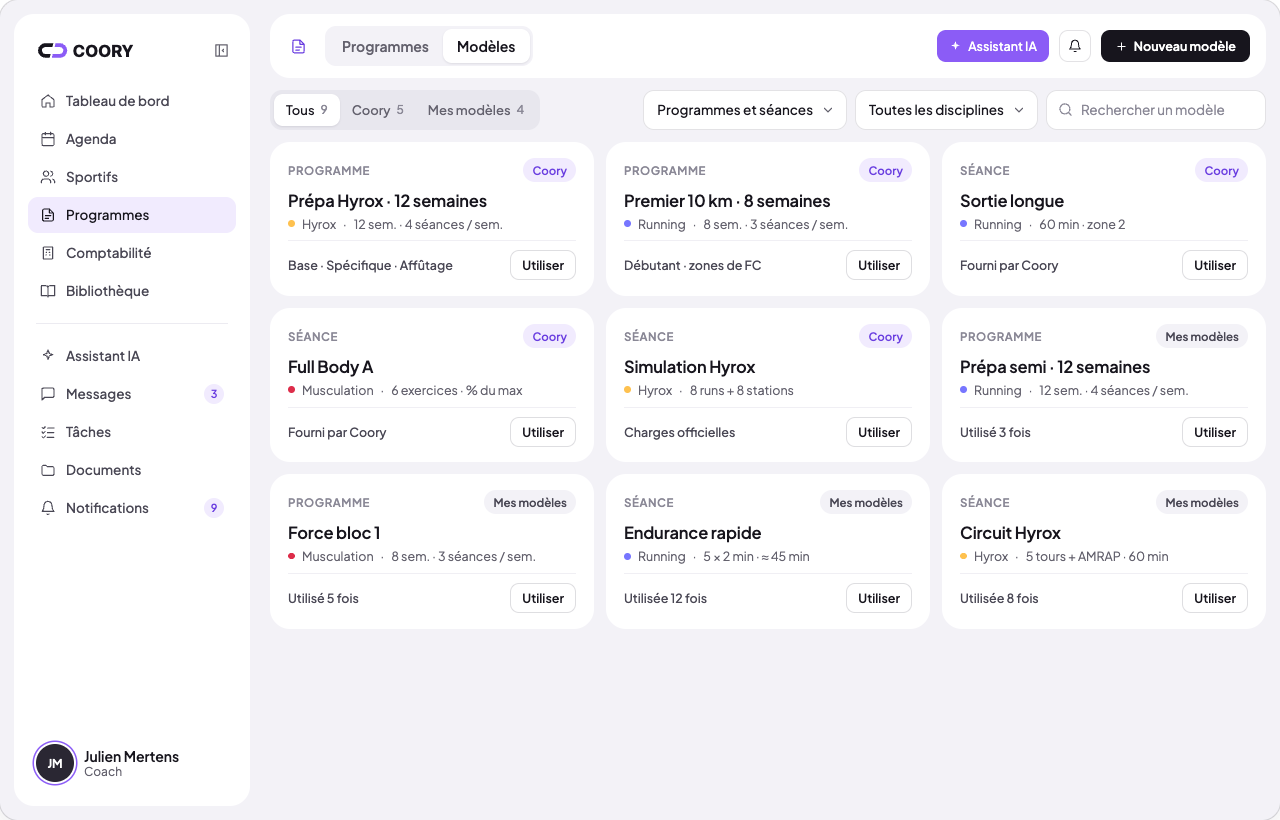 COORY
Tableau de bord
Agenda
Sportifs
Programmes
Comptabilité
Bibliothèque
Assistant IA
Messages 3
Tâches
Documents
Notifications 9
JM
Julien Mertens
Coach
Programmes
Modèles
Assistant IA
Nouveau modèle
Tous 9
Coory 5
Mes modèles 4
Programmes et séances
Toutes les disciplines
Rechercher un modèle
PROGRAMME
Coory
Prépa Hyrox · 12 semaines
Hyrox · 12 sem. · 4 séances / sem.
Base · Spécifique · Affûtage
Utiliser
PROGRAMME
Coory
Premier 10 km · 8 semaines
Running · 8 sem. · 3 séances / sem.
Débutant · zones de FC
Utiliser
SÉANCE
Coory
Sortie longue
Running · 60 min · zone 2
Fourni par Coory
Utiliser
SÉANCE
Coory
Full Body A
Musculation · 6 exercices · % du max
Fourni par Coory
Utiliser
SÉANCE
Coory
Simulation Hyrox
Hyrox · 8 runs + 8 stations
Charges officielles
Utiliser
PROGRAMME
Mes modèles
Prépa semi · 12 semaines
Running · 12 sem. · 4 séances / sem.
Utilisé 3 fois
Utiliser
PROGRAMME
Mes modèles
Force bloc 1
Musculation · 8 sem. · 3 séances / sem.
Utilisé 5 fois
Utiliser
SÉANCE
Mes modèles
Endurance rapide
Running · 5 × 2 min · ≈ 45 min
Utilisée 12 fois
Utiliser
SÉANCE
Mes modèles
Circuit Hyrox
Hyrox · 5 tours + AMRAP · 60 min
Utilisée 8 fois
Utiliser